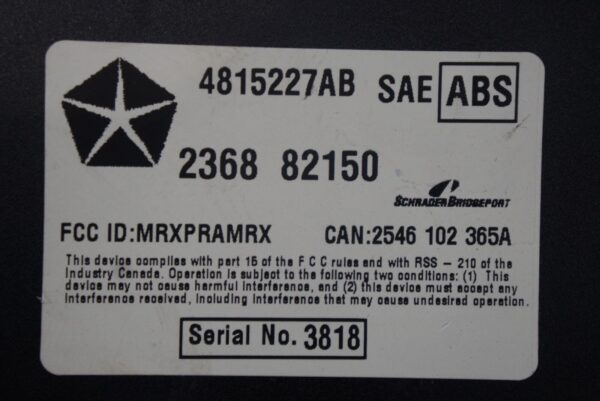 4815227AB SAE ABS
2368 82150
SCHRADER BRIDGEPORT
FCC ID:MRXPRAMRX CAN:2546 102 365A
This device complies with part 15 of the F C C rules and with RSS – 210 of the
Industry Canada. Operation is subject to the following two conditions: (1) This
device may not cause harmful interference, and (2) this device must accept any
interference received, including interference that may cause undesired operation.
Serial No. 3818